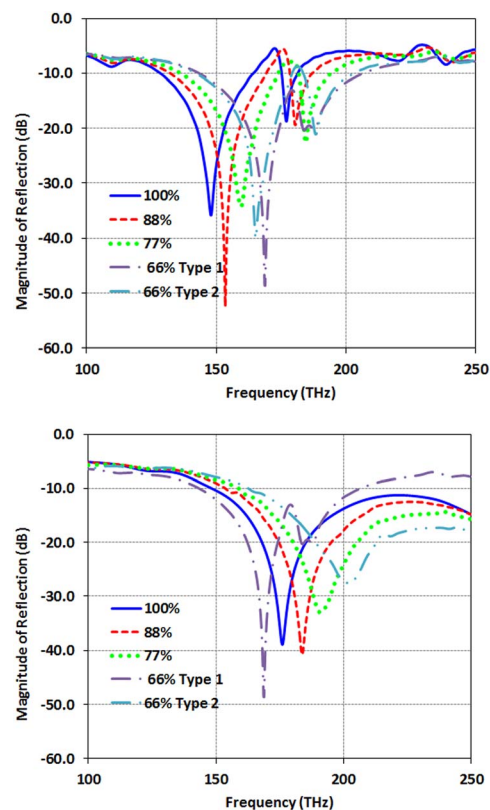 0.0
-10.0
-20.0
-30.0
-40.0
-50.0
-60.0
Magnitude of Reflection (dB)
100%
88%
77%
66% Type 1
66% Type 2
100 150 200 250
Frequency (THz)
0.0
-10.0
-20.0
-30.0
-40.0
-50.0
-60.0
Magnitude of Reflection (dB)
100%
88%
77%
66% Type 1
66% Type 2
100 150 200 250
Frequency (THz)